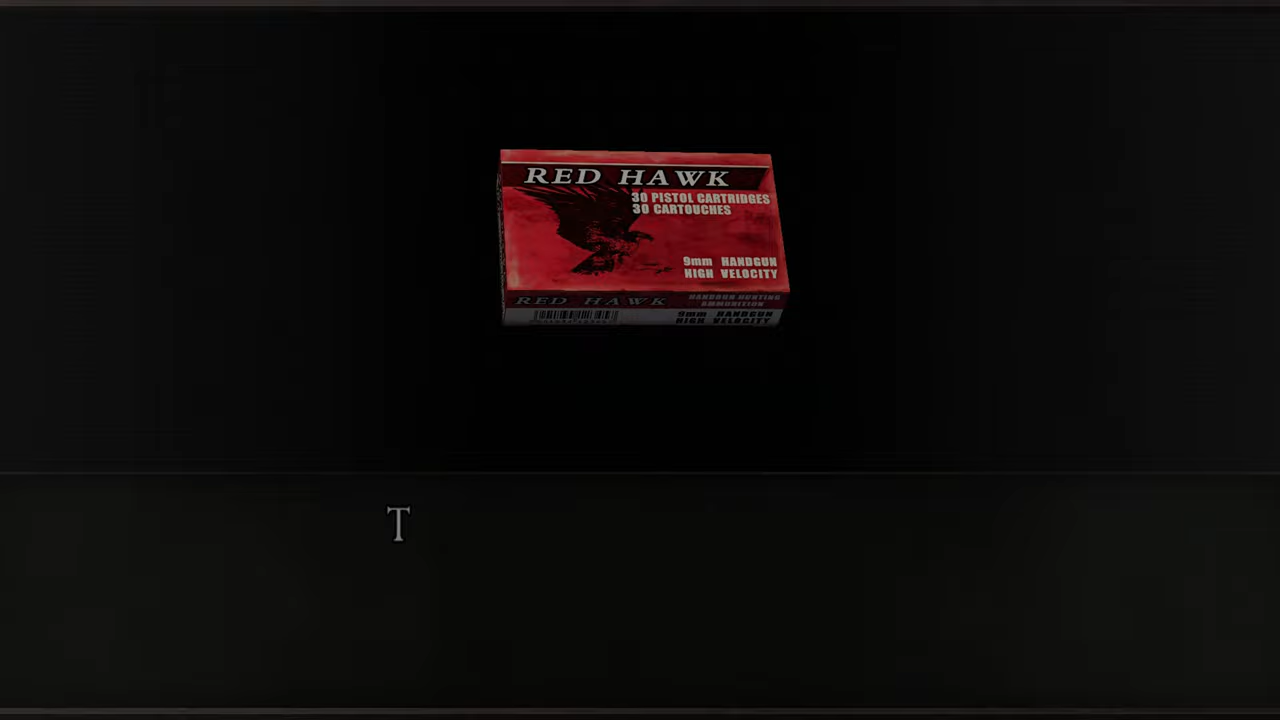 RED HAWK
30 PISTOL CARTRIDGES
30 CARTOUCHES
9mm HANDGUN
HIGH VELOCITY
RED HAWK
HANDGUN HUNTING
AMMUNITION
9mm HANDGUN
HIGH VELOCITY
T